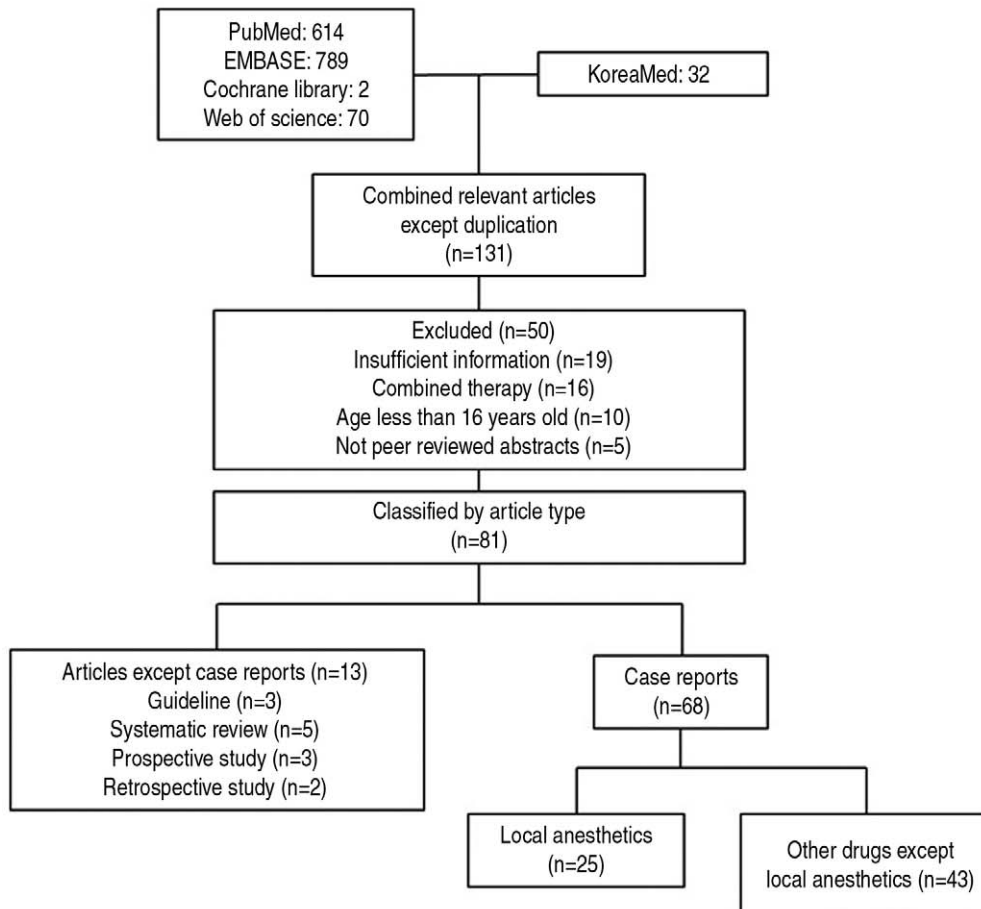 PubMed: 614
EMBASE: 789
Cochrane library: 2
Web of science: 70
KoreaMed: 32
Combined relevant articles
except duplication
(n=131)
Excluded (n=50)
Insufficient information (n=19)
Combined therapy (n=16)
Age less than 16 years old (n=10)
Not peer reviewed abstracts (n=5)
Classified by article type
(n=81)
Articles except case reports (n=13)
Guideline (n=3)
Systematic review (n=5)
Prospective study (n=3)
Retrospective study (n=2)
Case reports
(n=68)
Local anesthetics
(n=25)
Other drugs except
local anesthetics (n=43)